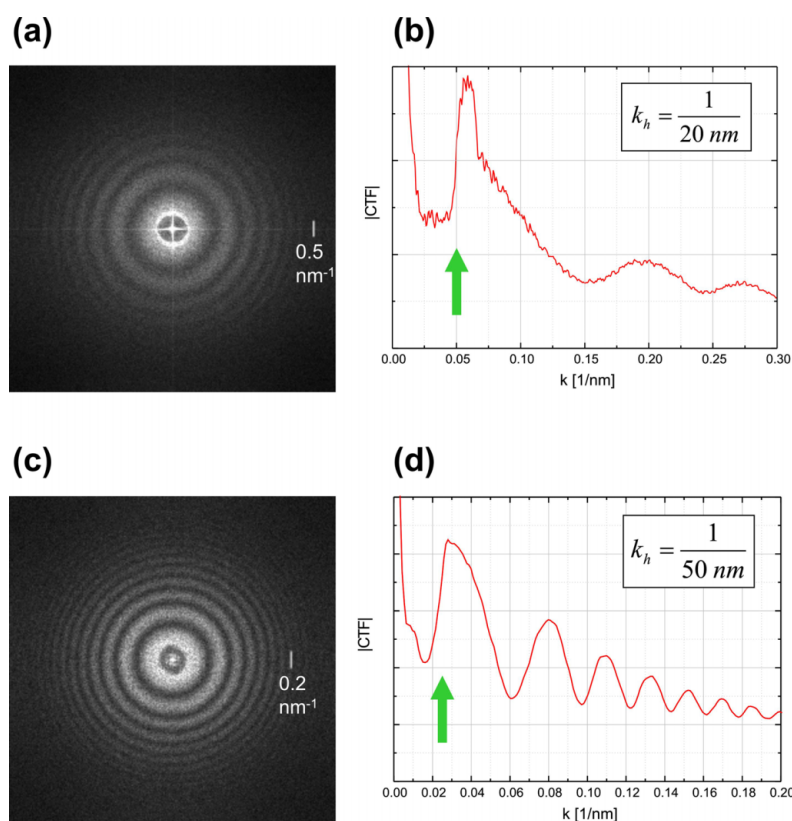 (a)
0.5
nm-1
(b)
|CTF|
k_h = 1 / 20 nm
0.00 0.05 0.10 0.15 0.20 0.25 0.30
k [1/nm]
(c)
0.2
nm-1
(d)
|CTF|
k_h = 1 / 50 nm
0.00 0.02 0.04 0.06 0.08 0.10 0.12 0.14 0.16 0.18 0.20
k [1/nm]